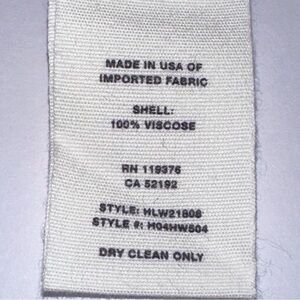 MADE IN USA OF
IMPORTED FABRIC
SHELL:
100% VISCOSE
RN 119376
CA 52192
STYLE: HLW21808
STYLE #: H04HW504
DRY CLEAN ONLY